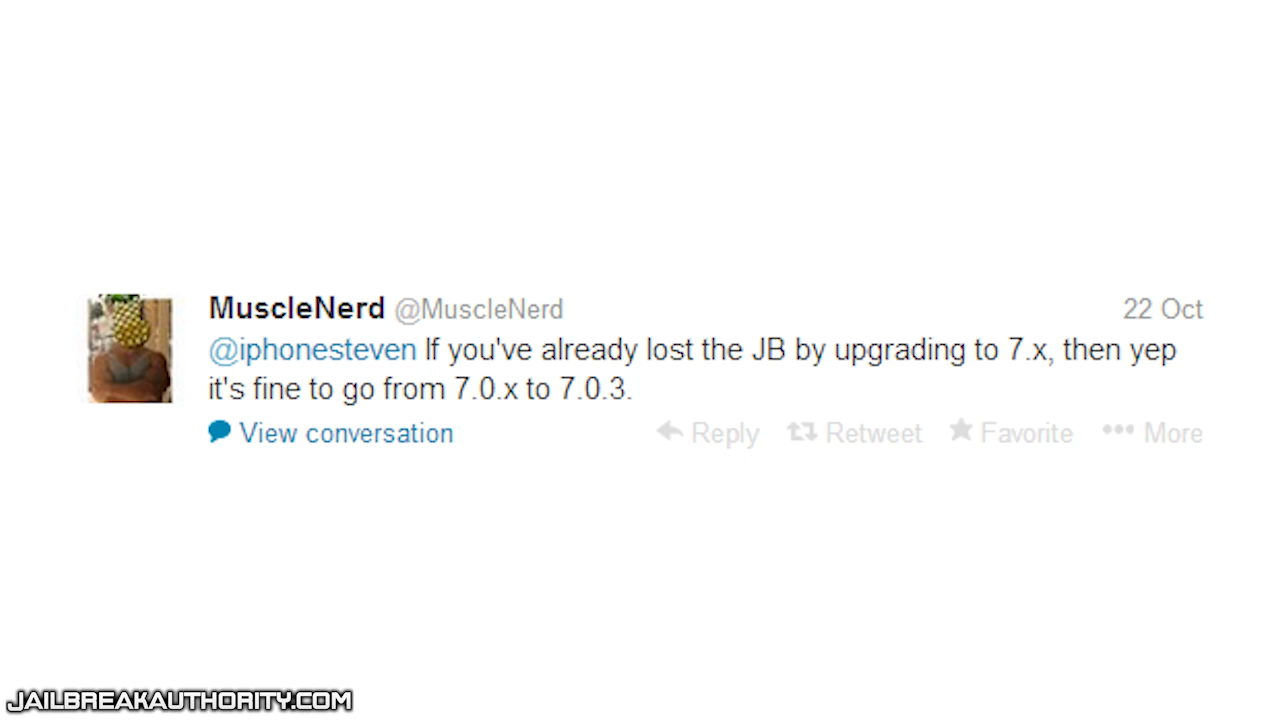 MuscleNerd @MuscleNerd 22 Oct
@iphonesteven If you've already lost the JB by upgrading to 7.x, then yep
it's fine to go from 7.0.x to 7.0.3.
View conversation Reply Retweet Favorite More
JAILBREAKAUTHORITY.COM